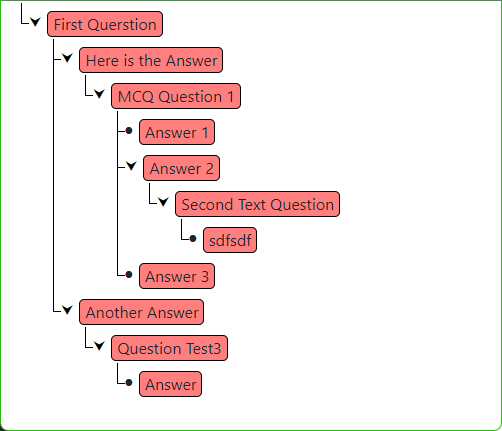 First Querstion
Here is the Answer
MCQ Question 1
Answer 1
Answer 2
Second Text Question
sdfsdf
Answer 3
Another Answer
Question Test3
Answer